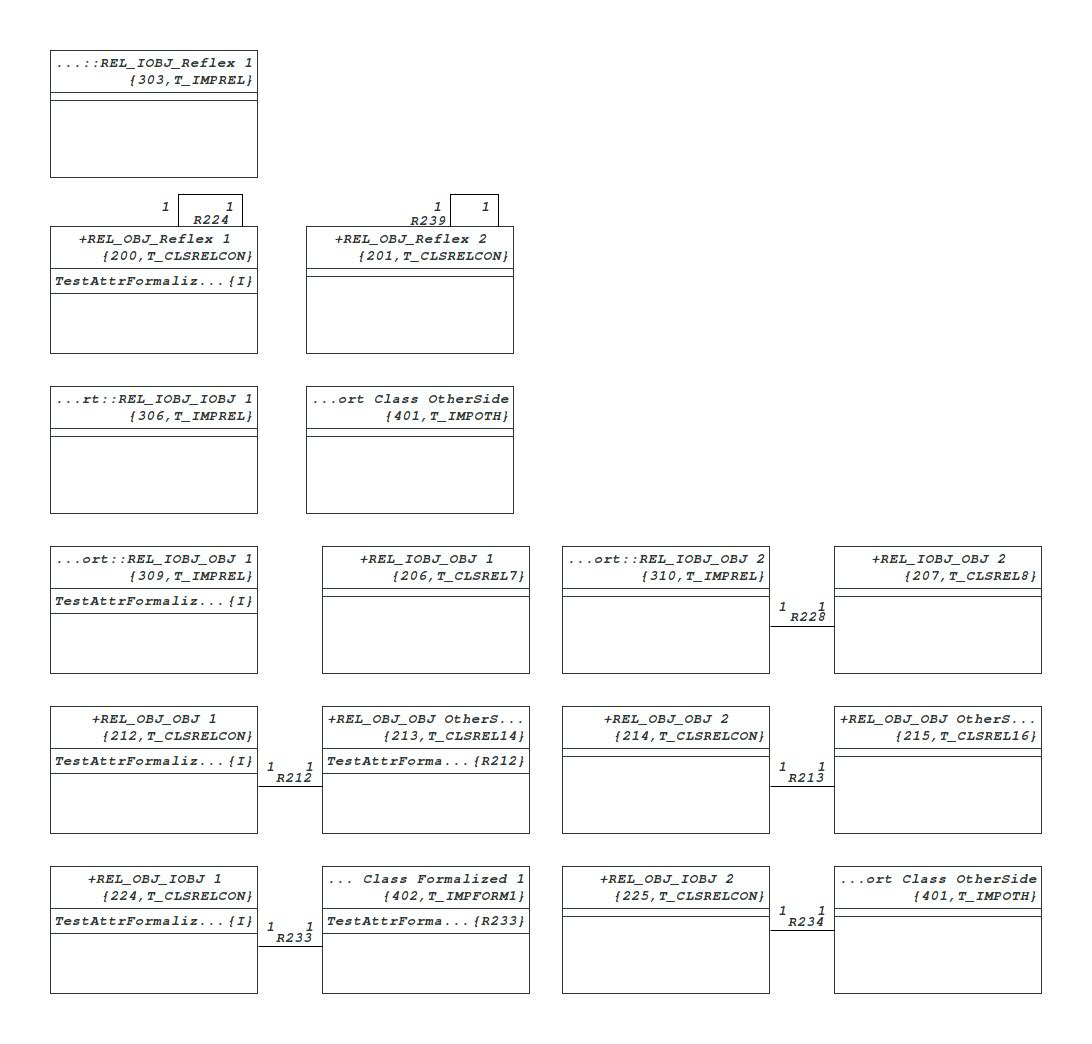 ...::REL_IOBJ_Reflex 1
{303,T_IMPREL}
1 1
R224
+REL_OBJ_Reflex 1
{200,T_CLSRELCON}
TestAttrFormaliz...{I}
1 1
R239
+REL_OBJ_Reflex 2
{201,T_CLSRELCON}
...rt::REL_IOBJ_IOBJ 1
{306,T_IMPREL}
...ort Class OtherSide
{401,T_IMPOTH}
...ort::REL_IOBJ_OBJ 1
{309,T_IMPREL}
TestAttrFormaliz...{I}
+REL_IOBJ_OBJ 1
{206,T_CLSREL7}
...ort::REL_IOBJ_OBJ 2
{310,T_IMPREL}
1 1
R228
+REL_IOBJ_OBJ 2
{207,T_CLSREL8}
+REL_OBJ_OBJ 1
{212,T_CLSRELCON}
TestAttrFormaliz...{I}
1 1
R212
+REL_OBJ_OBJ OtherS...
{213,T_CLSREL14}
TestAttrForma...{R212}
+REL_OBJ_OBJ 2
{214,T_CLSRELCON}
1 1
R213
+REL_OBJ_OBJ OtherS...
{215,T_CLSREL16}
+REL_OBJ_IOBJ 1
{224,T_CLSRELCON}
TestAttrFormaliz...{I}
1 1
R233
... Class Formalized 1
{402,T_IMPFORM1}
TestAttrForma...{R233}
+REL_OBJ_IOBJ 2
{225,T_CLSRELCON}
1 1
R234
...ort Class OtherSide
{401,T_IMPOTH}